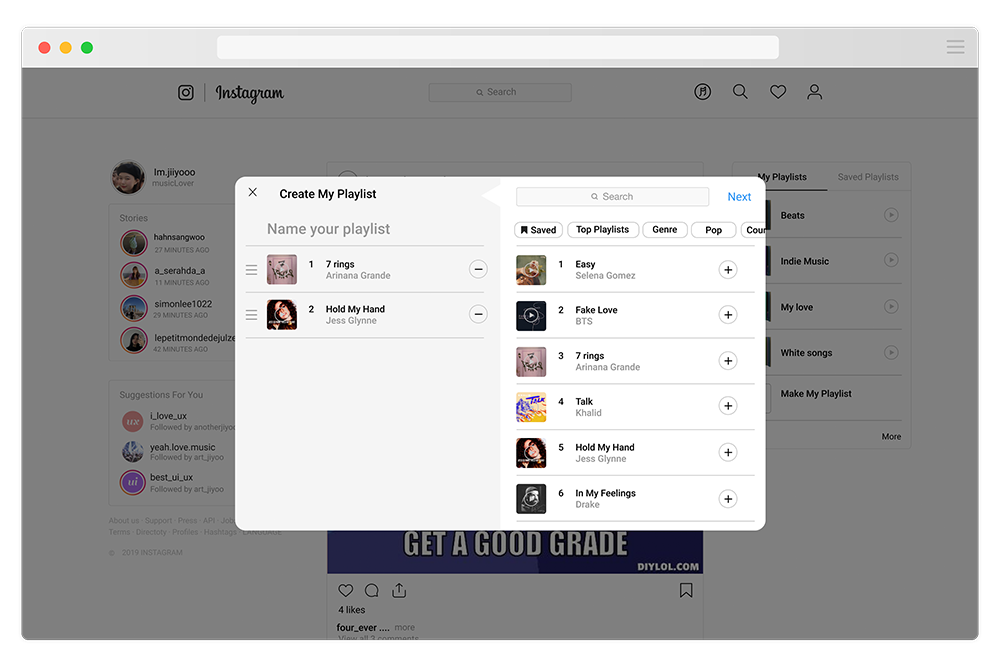 Instagram
Search
Im.jiiyooo
musicLover
Stories
hahnsangwoo
27 MINUTES AGO
a_serahda_a
11 MINUTES AGO
simonlee1022
29 MINUTES AGO
lepetitmondedejulze
42 MINUTES AGO
Suggestions For You
i_love_ux
Followed by anotherjiyoo
yeah.love.music
Followed by art_jiyoo
best_ui_ux
Followed by art_jiyoo
About us · Support · Press · API · Job
Terms · Directory · Profiles · Hashtags · LANGUAGE
© 2019 INSTAGRAM
Create My Playlist
Name your playlist
1 7 rings
Arinana Grande
2 Hold My Hand
Jess Glynne
Search
Next
Saved
Top Playlists
Genre
Pop
Cour
1 Easy
Selena Gomez
2 Fake Love
BTS
3 7 rings
Arinana Grande
4 Talk
Khalid
5 Hold My Hand
Jess Glynne
6 In My Feelings
Drake
My Playlists
Saved Playlists
Beats
Indie Music
My love
White songs
Make My Playlist
More
GET A GOOD GRADE
DIYLOL.COM
4 likes
four_ever .... more
View all 3 comments